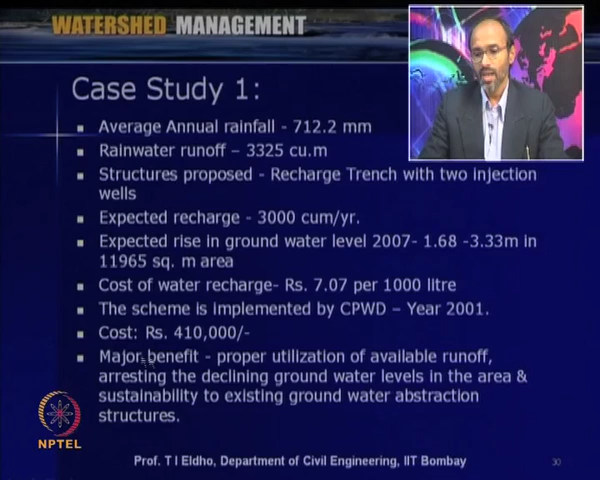 WATERSHED MANAGEMENT
Case Study 1:
Average Annual rainfall - 712.2 mm
Rainwater runoff – 3325 cu.m
Structures proposed - Recharge Trench with two injection
wells
Expected recharge - 3000 cum/yr.
Expected rise in ground water level 2007- 1.68 -3.33m in
11965 sq. m area
Cost of water recharge- Rs. 7.07 per 1000 litre
The scheme is implemented by CPWD – Year 2001.
Cost: Rs. 410,000/-
Major benefit - proper utilization of available runoff,
arresting the declining ground water levels in the area &
sustainability to existing ground water abstraction
structures.
NPTEL
Prof. T I Eldho, Department of Civil Engineering, IIT Bombay
30